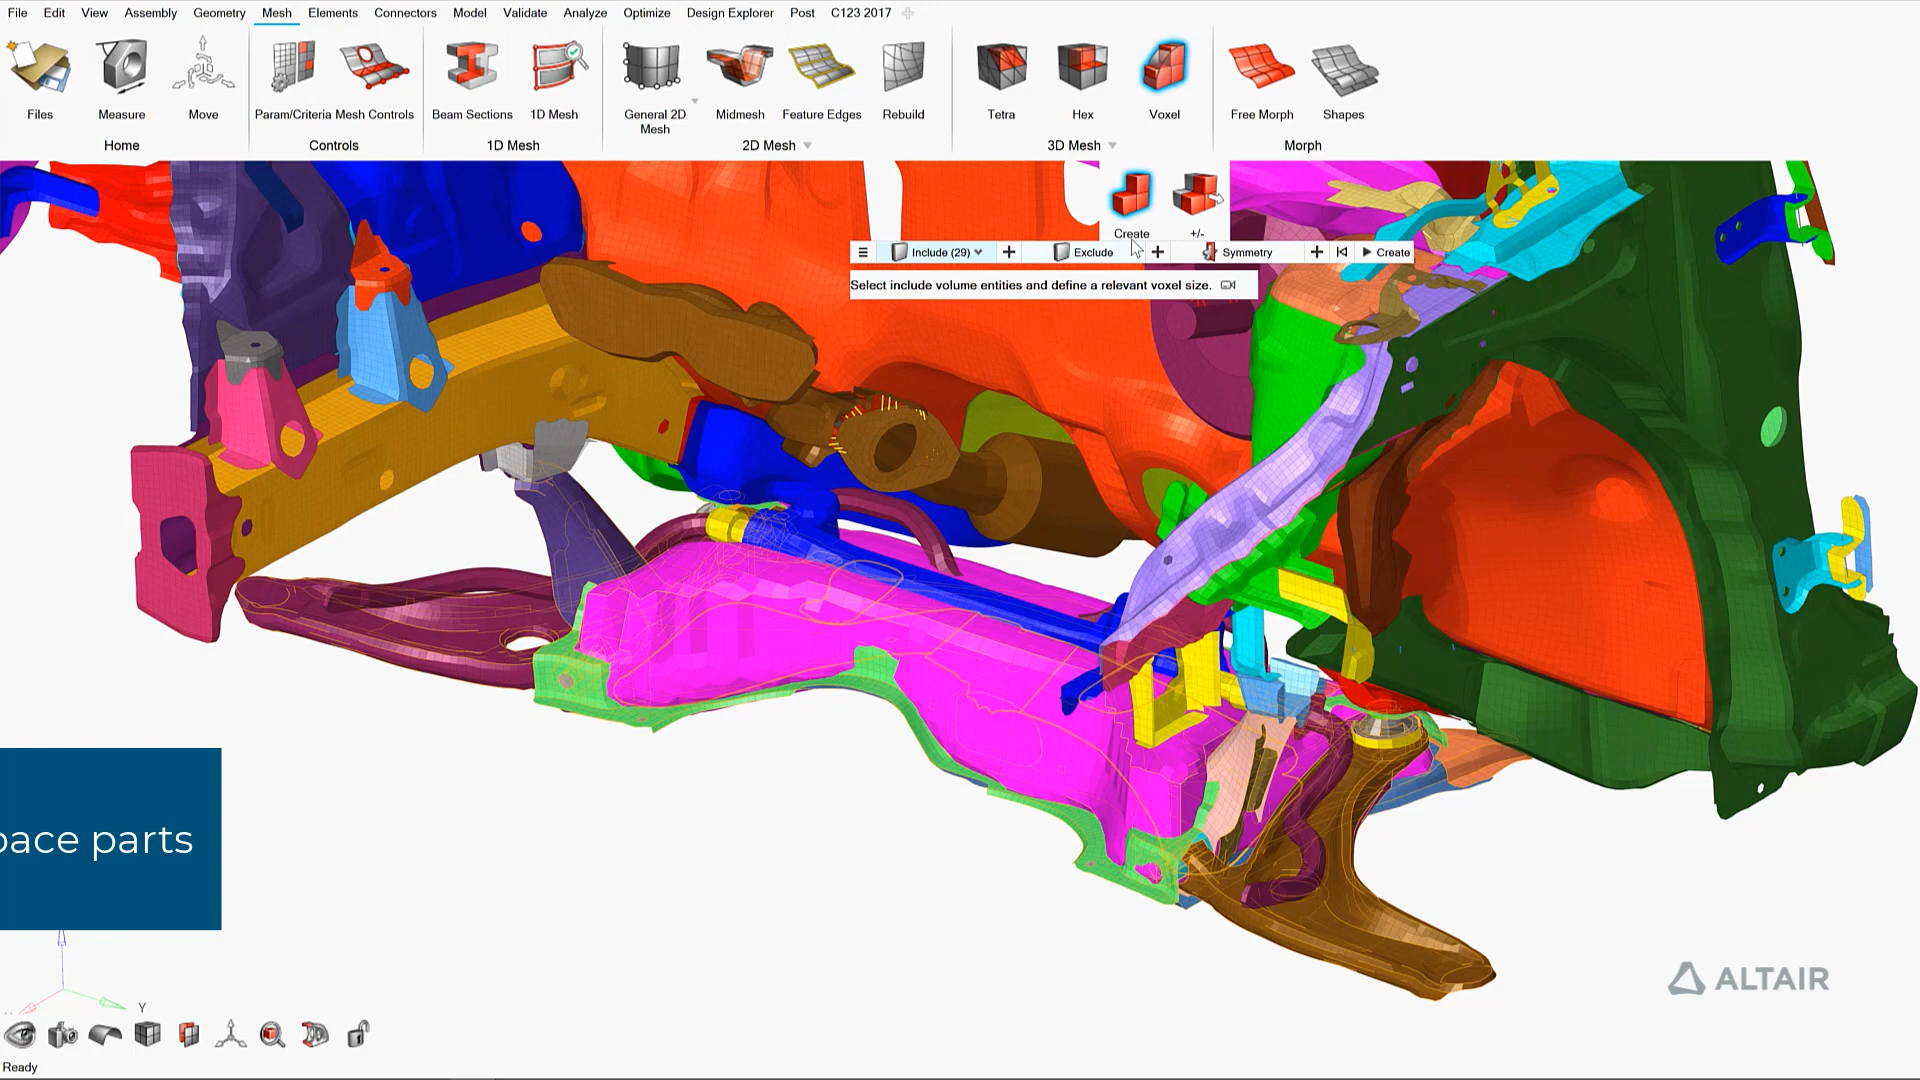 File Edit View Assembly Geometry Mesh Elements Connectors Model Validate Analyze Optimize Design Explorer Post C123 2017
Files Measure Move Param/Criteria Mesh Controls Beam Sections 1D Mesh General 2D Mesh Midmesh Feature Edges Rebuild Tetra Hex Voxel Free Morph Shapes
Home Controls 1D Mesh 2D Mesh 3D Mesh Morph
Create +/-
Include (29) Exclude Symmetry Create
Select include volume entities and define a relevant voxel size.
pace parts
ALTAIR
Y
Ready